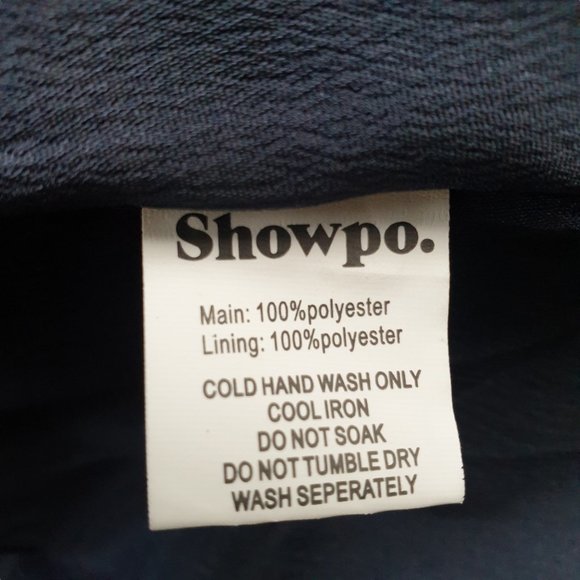 Showpo.
Main: 100%polyester
Lining: 100%polyester
COLD HAND WASH ONLY
COOL IRON
DO NOT SOAK
DO NOT TUMBLE DRY
WASH SEPERATELY